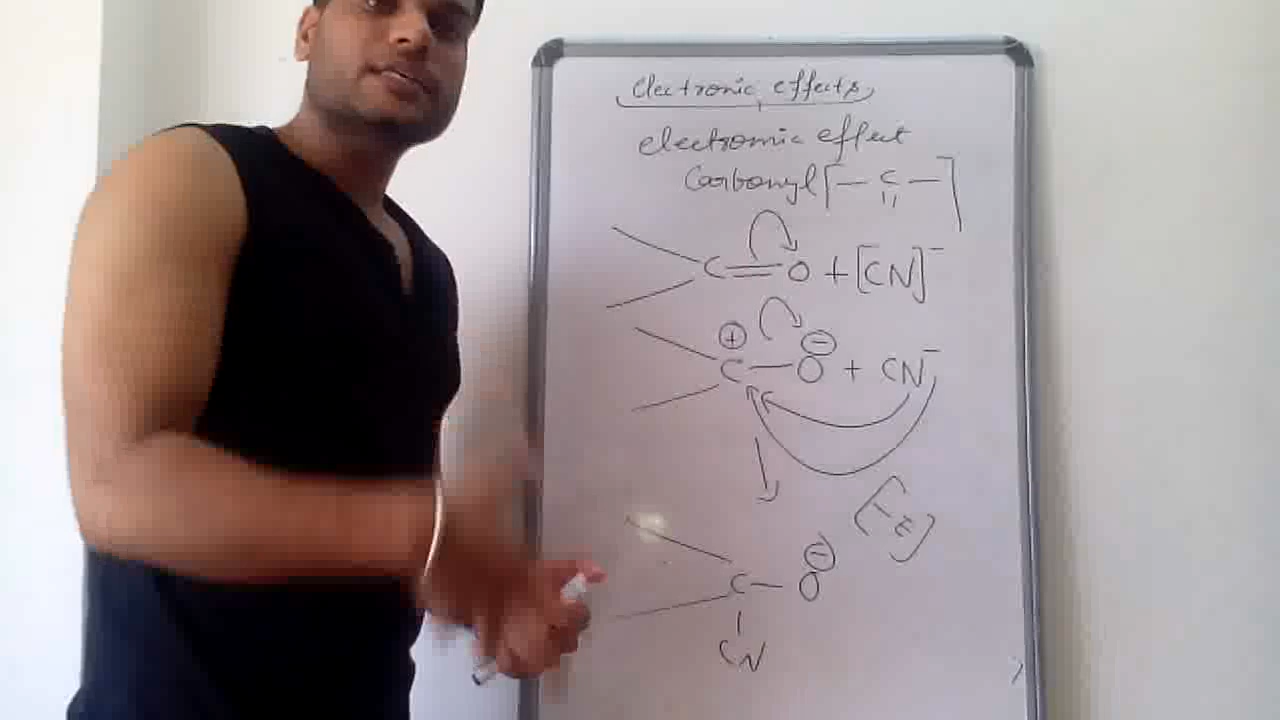 electronic effects
electromic effect
Carbonyl [— C —]
C = O + [CN]⁻
⊕ ⊖
C — O + CN⁻
[-E]
⊖
C — O
CN